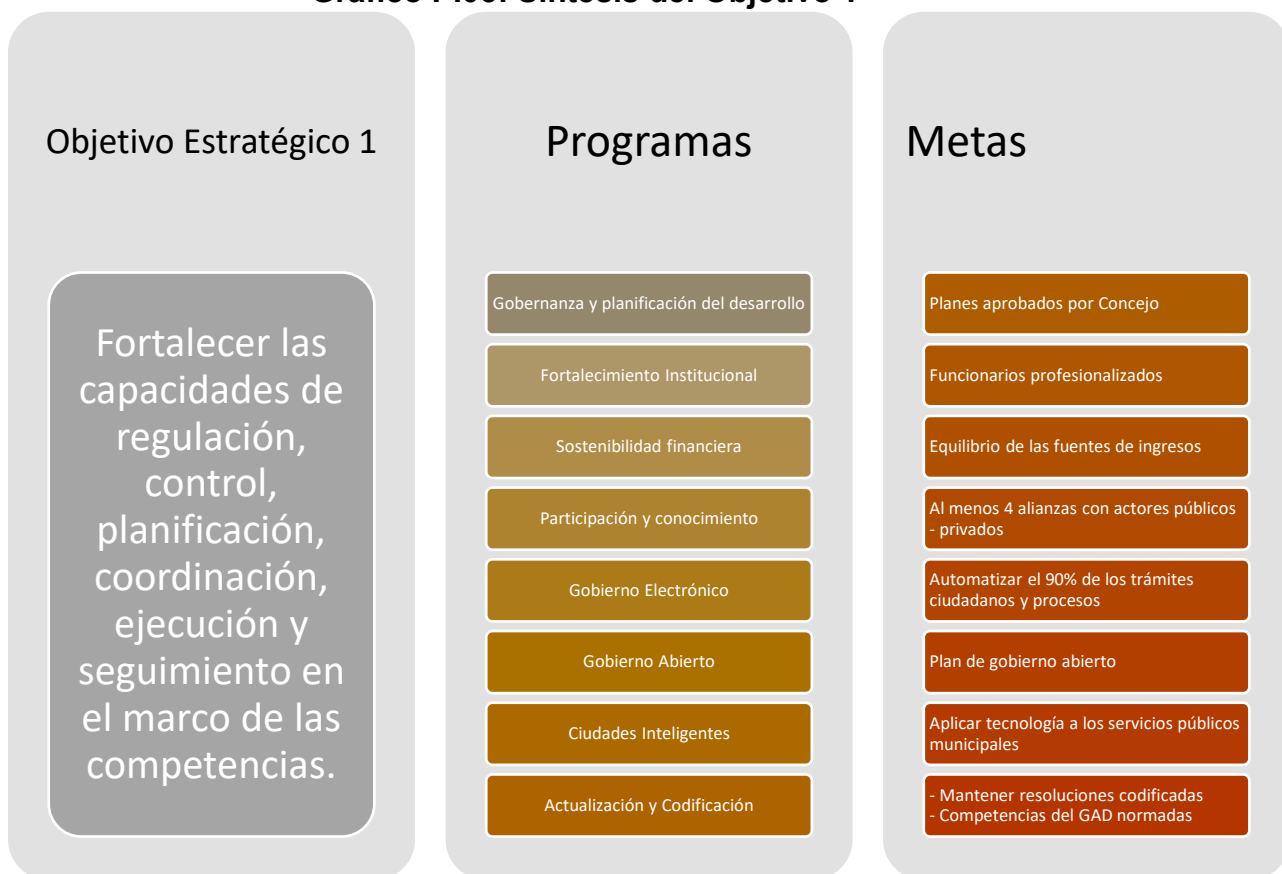 Objetivo Estratégico 1
Fortalecer las
capacidades de
regulación,
control,
planificación,
coordinación,
ejecución y
seguimiento en
el marco de las
competencias.
Programas
Gobernanza y planificación del desarrollo
Fortalecimiento Institucional
Sostenibilidad financiera
Participación y conocimiento
Gobierno Electrónico
Gobierno Abierto
Ciudades Inteligentes
Actualización y Codificación
Metas
Planes aprobados por Concejo
Funcionarios profesionalizados
Equilibrio de las fuentes de ingresos
Al menos 4 alianzas con actores públicos
- privados
Automatizar el 90% de los trámites
ciudadanos y procesos
Plan de gobierno abierto
Aplicar tecnología a los servicios públicos
municipales
- Mantener resoluciones codificadas
- Competencias del GAD normadas